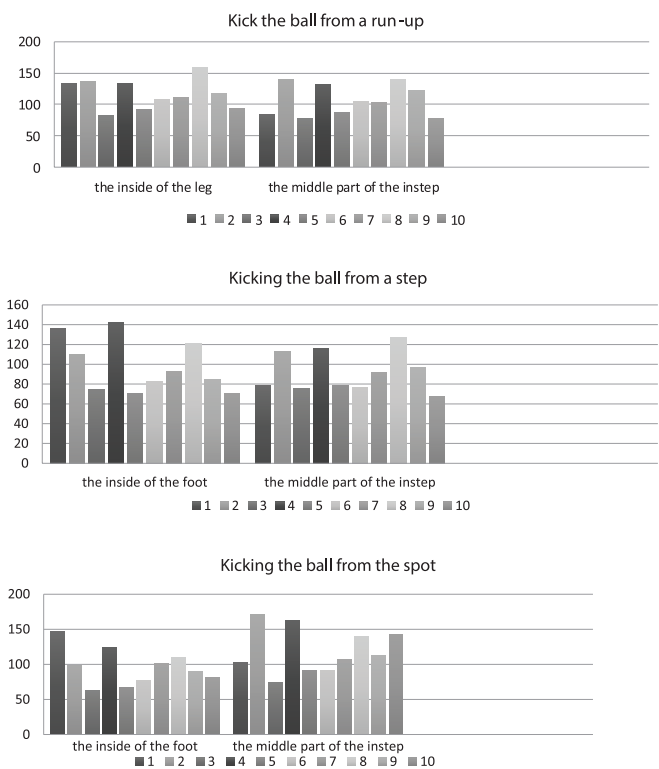 Kick the ball from a run-up
200
150
100
50
0
the inside of the leg the middle part of the instep
1 2 3 4 5 6 7 8 9 10
Kicking the ball from a step
160
140
120
100
80
60
40
20
0
the inside of the foot the middle part of the instep
1 2 3 4 5 6 7 8 9 10
Kicking the ball from the spot
200
150
100
50
0
the inside of the foot the middle part of the instep
1 2 3 4 5 6 7 8 9 10